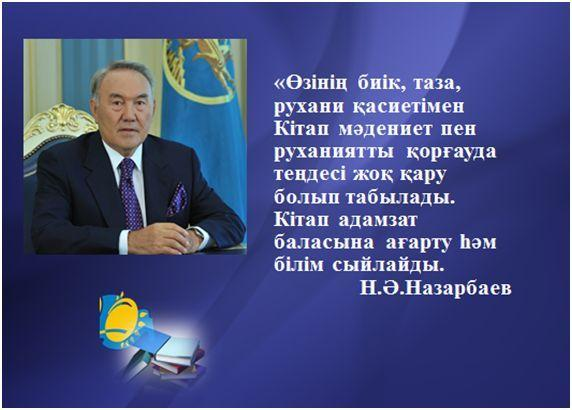 «Өзінің биік, таза,
рухани қасиетімен
Кітап мәдениет пен
руханиятты қорғауда
теңдесі жоқ қару
болып табылады.
Кітап адамзат
баласына ағарту һәм
білім сыйлайды.
Н.Ә.Назарбаев